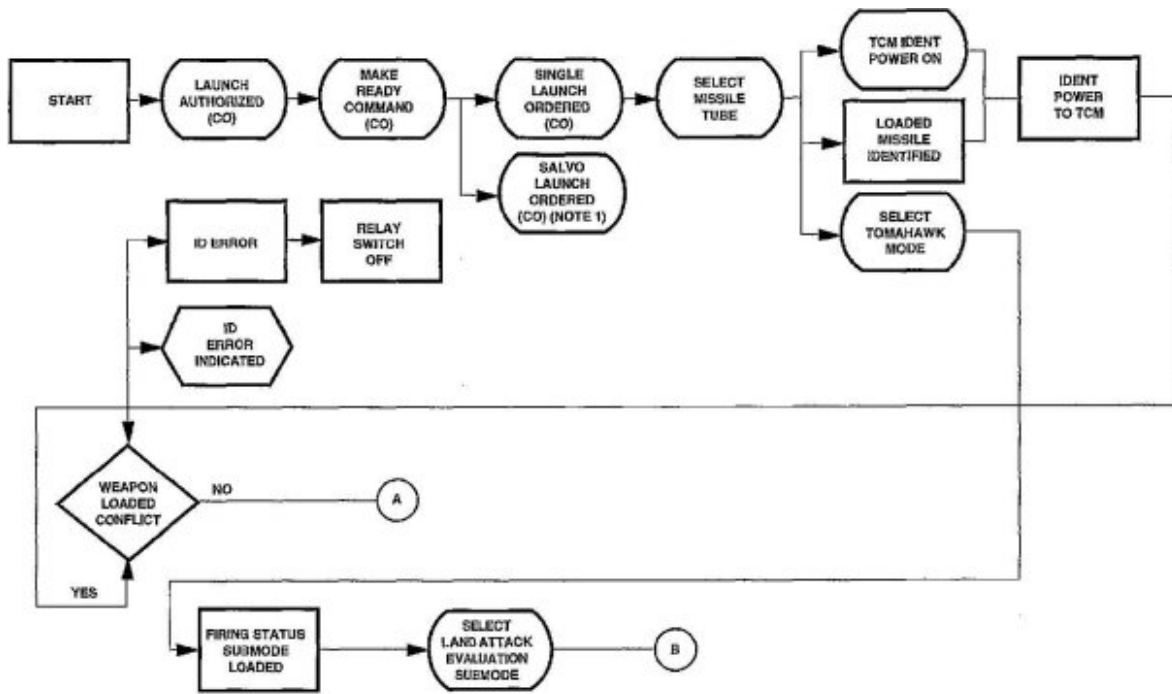 START
LAUNCH
AUTHORIZED
(CO)
MAKE
READY
COMMAND
(CO)
SINGLE
LAUNCH
ORDERED
(CO)
SELECT
MISSILE
TUBE
TCM IDENT
POWER ON
IDENT
POWER
TO TCM
LOADED
MISSILE
IDENTIFIED
SALVO
LAUNCH
ORDERED
(CO) (NOTE 1)
SELECT
TOMAHAWK
MODE
ID ERROR
RELAY
SWITCH
OFF
ID
ERROR
INDICATED
WEAPON
LOADED
CONFLICT
NO
A
YES
FIRING STATUS
SUBMODE
LOADED
SELECT
LAND ATTACK
EVALUATION
SUBMODE
B